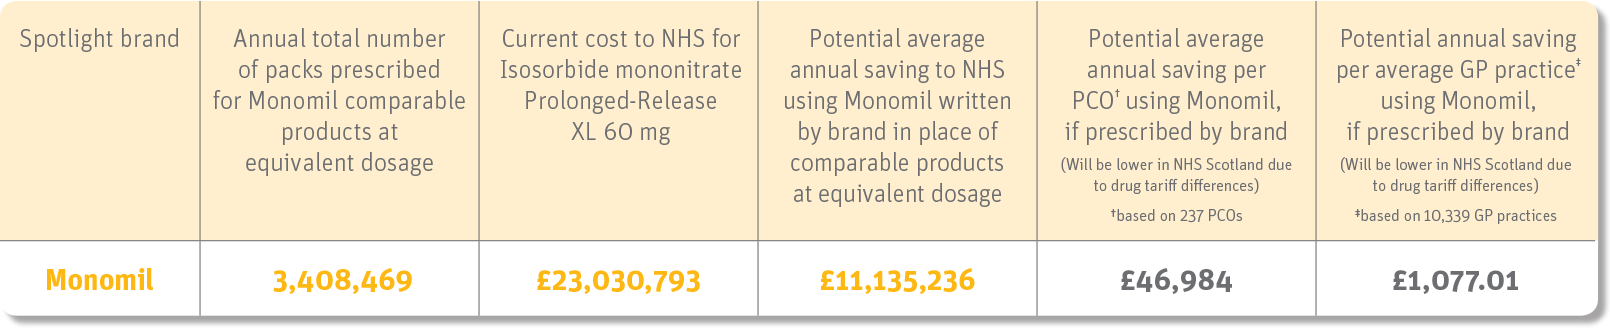 Spotlight brand
Annual total number
of packs prescribed
for Monomil comparable
products at
equivalent dosage
Current cost to NHS for
Isosorbide mononitrate
Prolonged-Release
XL 60 mg
Potential average
annual saving to NHS
using Monomil written
by brand in place of
comparable products
at equivalent dosage
Potential average
annual saving per
PCO† using Monomil,
if prescribed by brand
(Will be lower in NHS Scotland due
to drug tariff differences)
†based on 237 PCOs
Potential annual saving
per average GP practice‡
using Monomil,
if prescribed by brand
(Will be lower in NHS Scotland due
to drug tariff differences)
‡based on 10,339 GP practices
Monomil
3,408,469
£23,030,793
£11,135,236
£46,984
£1,077.01